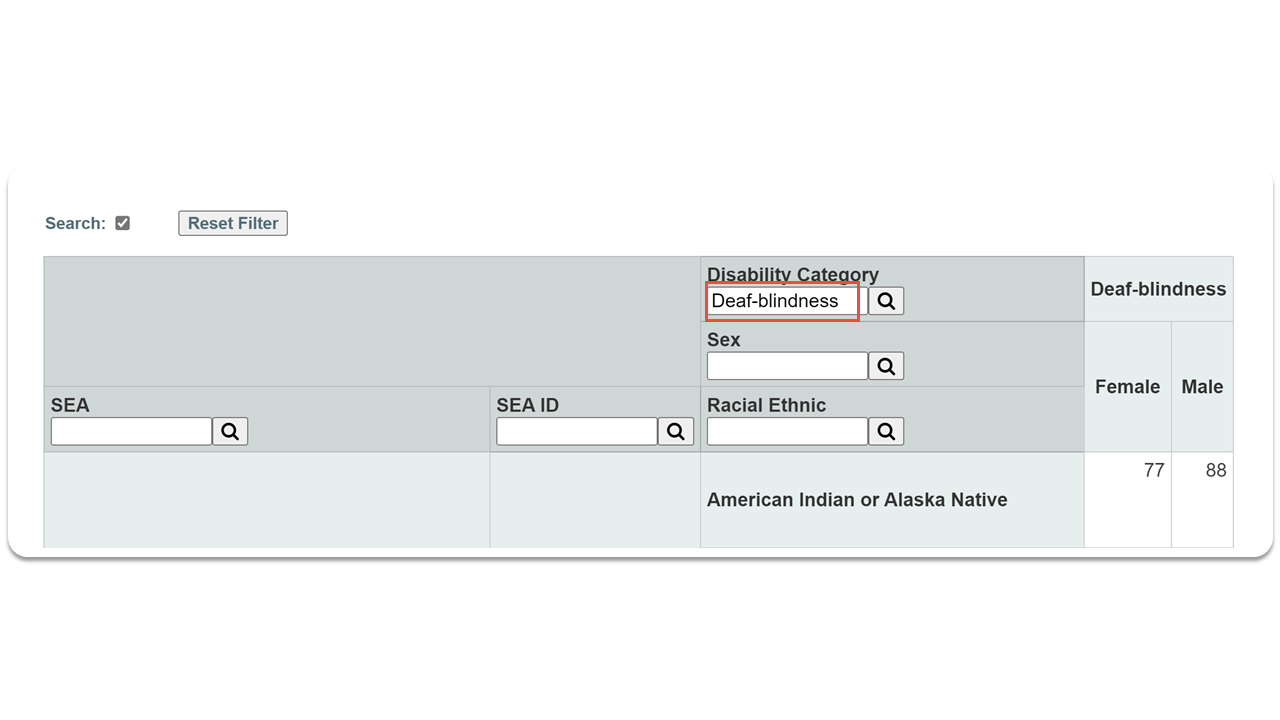 Search:
Reset Filter
Disability Category
Deaf-blindness
Deaf-blindness
Sex
Female
Male
SEA
SEA ID
Racial Ethnic
American Indian or Alaska Native
77
88